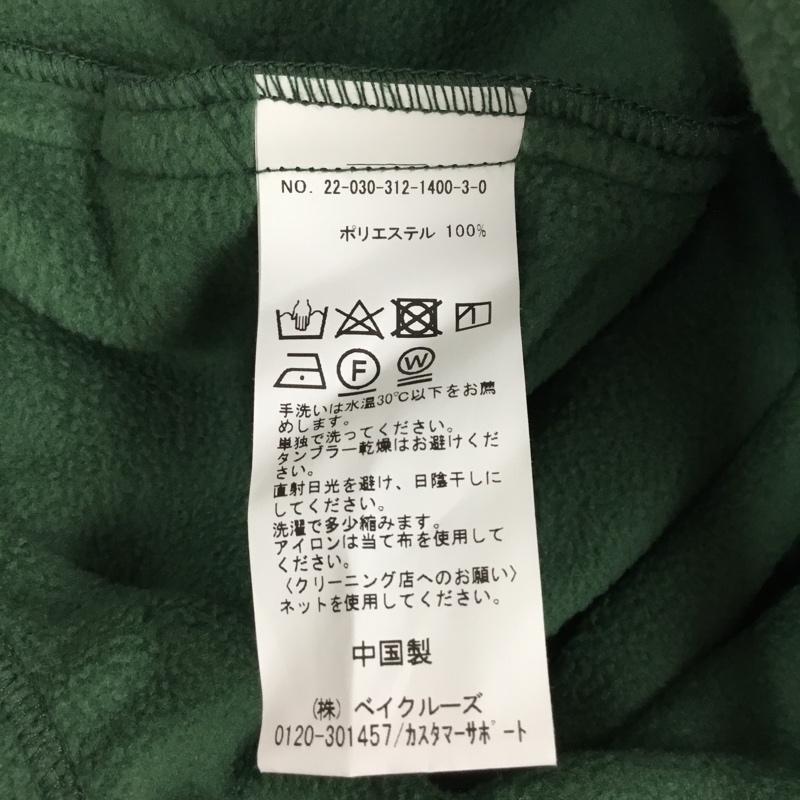 NO. 22-030-312-1400-3-0
ポリエステル 100%
F
W
手洗いは水温30℃以下をお薦
めします。
単独で洗ってください。
タンブラー乾燥はお避けくだ
さい。
直射日光を避け、日陰干しに
してください。
洗濯で多少縮みます。
アイロンは当て布を使用して
ください。
〈クリーニング店へのお願い〉
ネットを使用してください。
中国製
(株) ベイクルーズ
0120-301457/カスタマーサポート